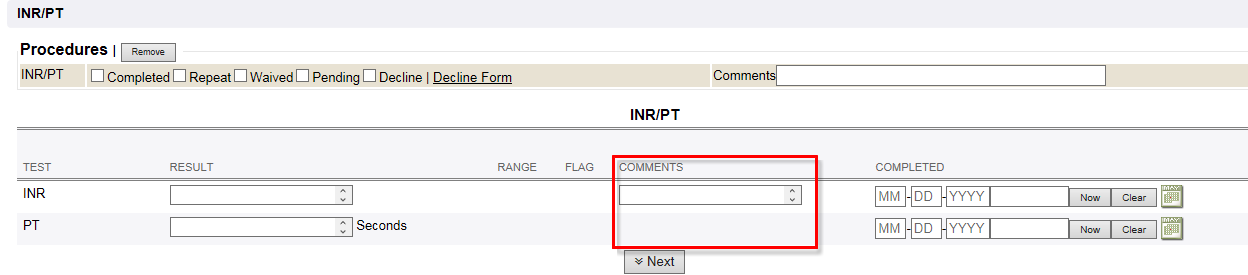 INR/PT
Procedures | Remove
INR/PT Completed Repeat Waived Pending Decline | Decline Form Comments
INR/PT
TEST RESULT RANGE FLAG COMMENTS COMPLETED
INR MM - DD - YYYY Now Clear
PT Seconds MM - DD - YYYY Now Clear
Next